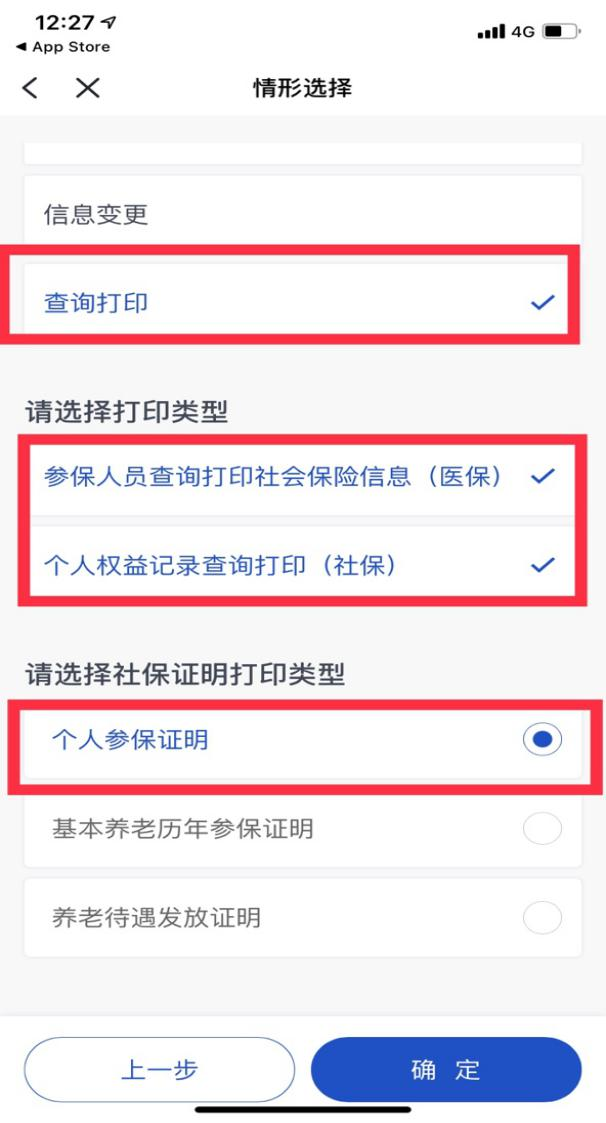 12:27
App Store
4G
情形选择
信息变更
查询打印
请选择打印类型
参保人员查询打印社会保险信息（医保）
个人权益记录查询打印（社保）
请选择社保证明打印类型
个人参保证明
基本养老历年参保证明
养老待遇发放证明
上一步
确 定